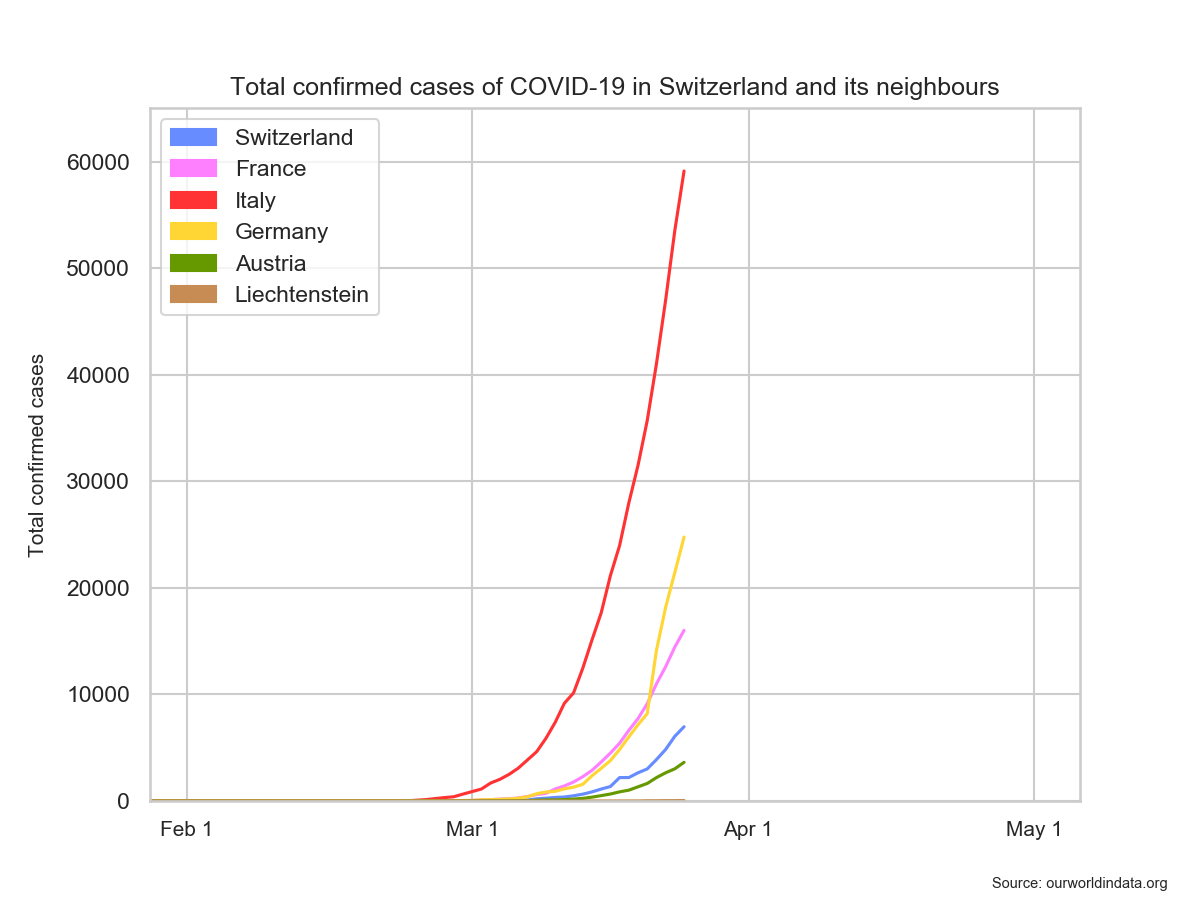 Total confirmed cases of COVID-19 in Switzerland and its neighbours
Switzerland
France
Italy
Germany
Austria
Liechtenstein
Total confirmed cases
60000
50000
40000
30000
20000
10000
0
Feb 1
Mar 1
Apr 1
May 1
Source: ourworldindata.org